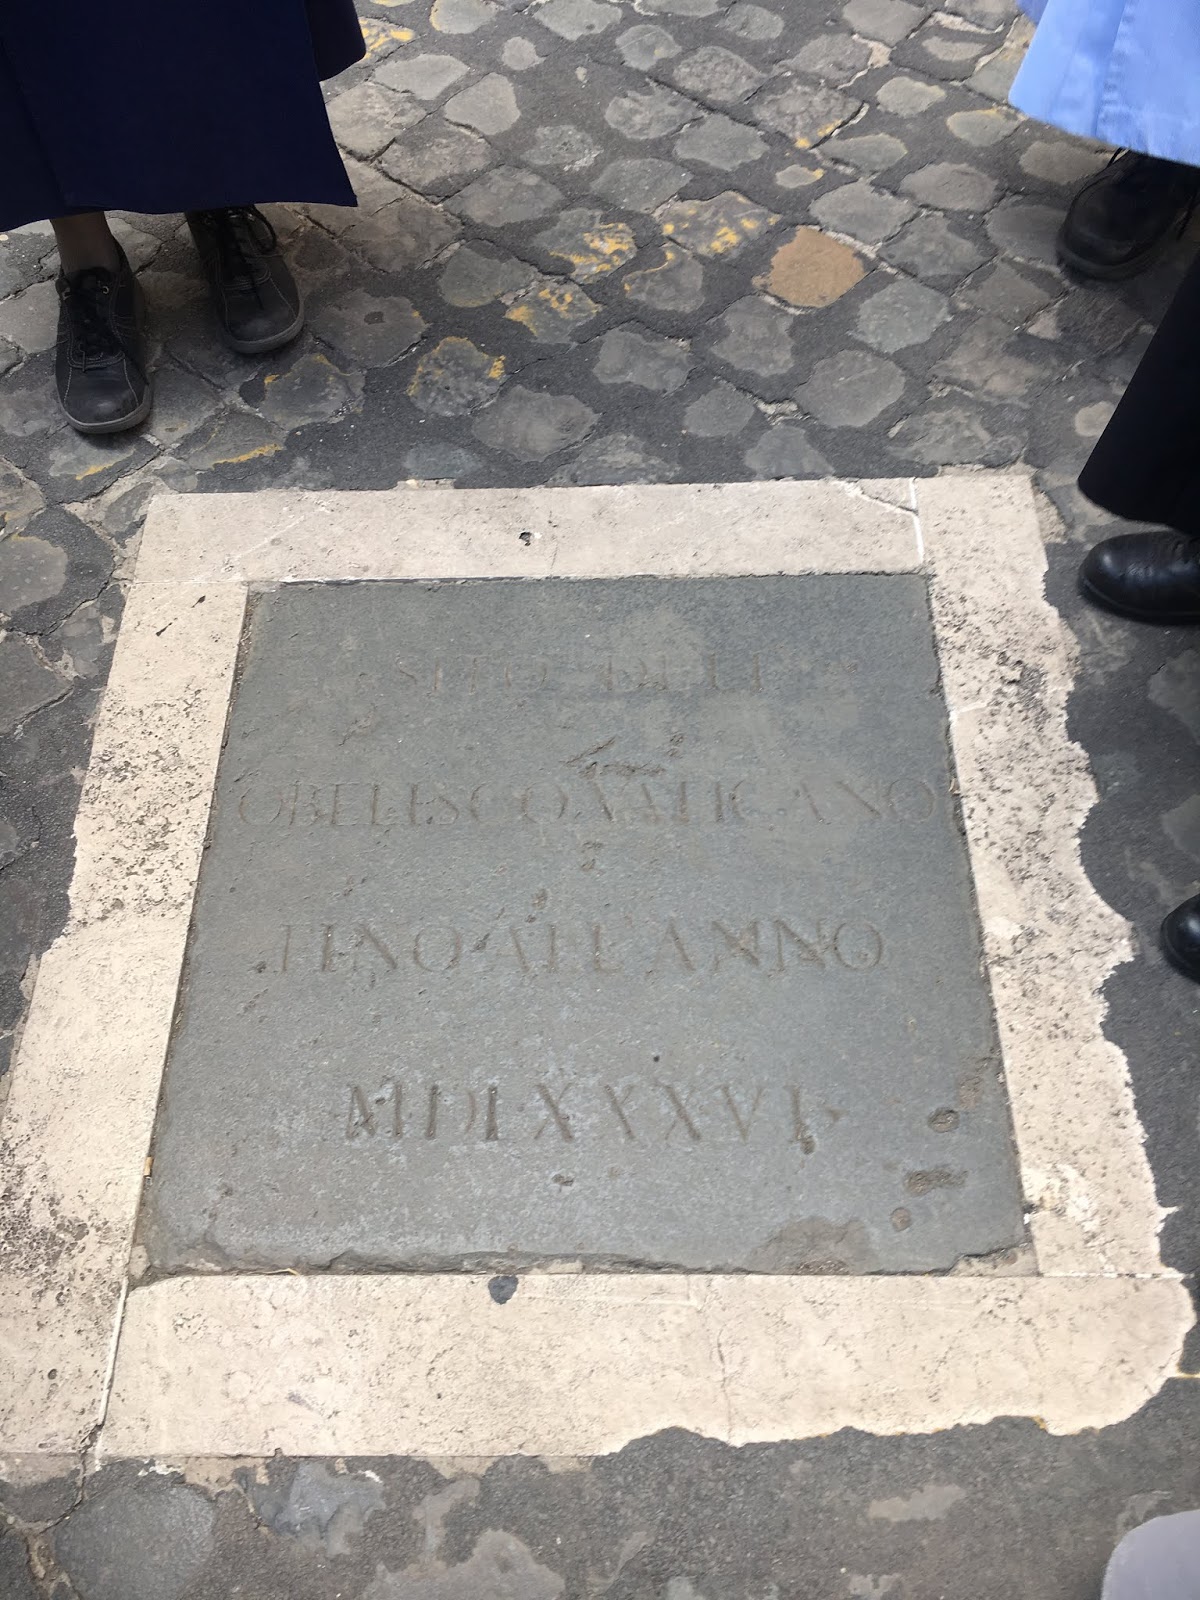 SITO DELL'
OBELISCO VATICANO
FINO ALL'ANNO
MDLXXXVI